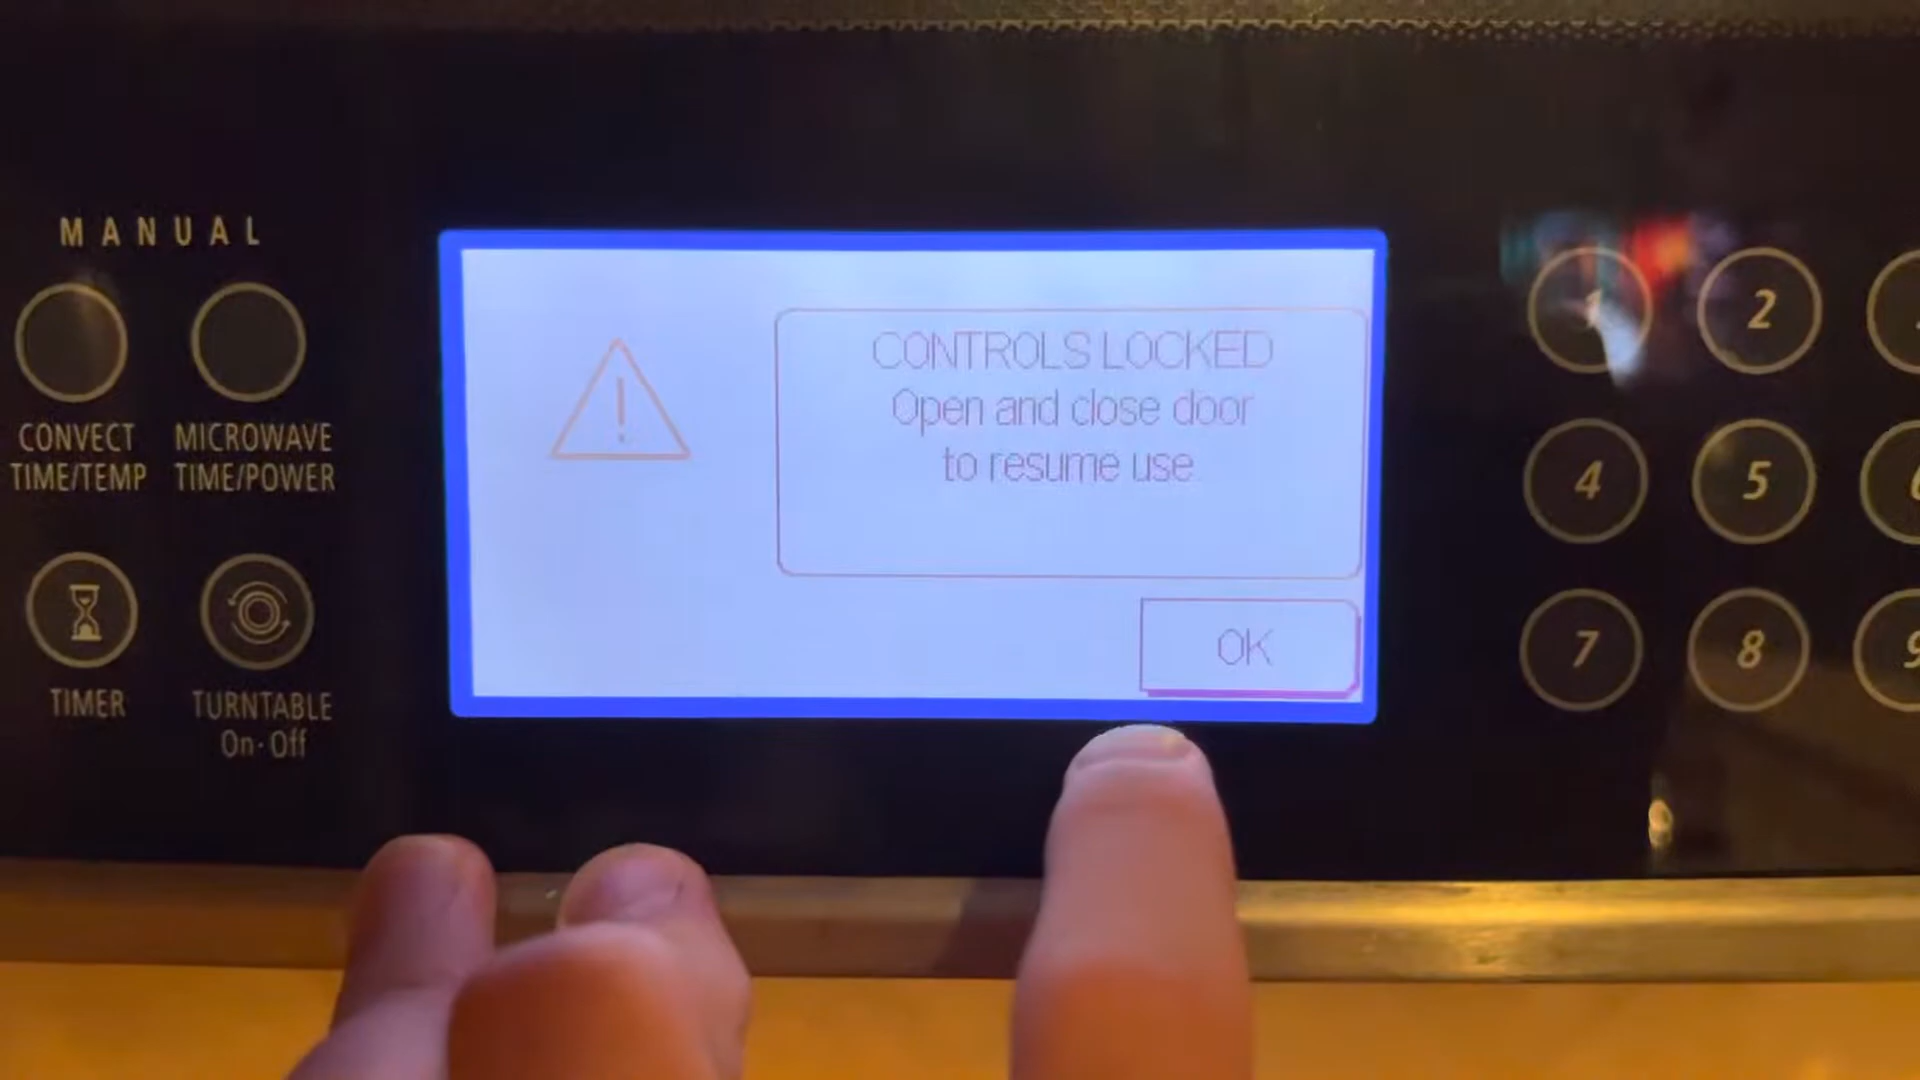 MANUAL
CONVECT
TIME/TEMP
MICROWAVE
TIME/POWER
TIMER
TURNTABLE
On·Off
!
CONTROLS LOCKED
Open and close door
to resume use.
OK
1
2
4
5
7
8
9